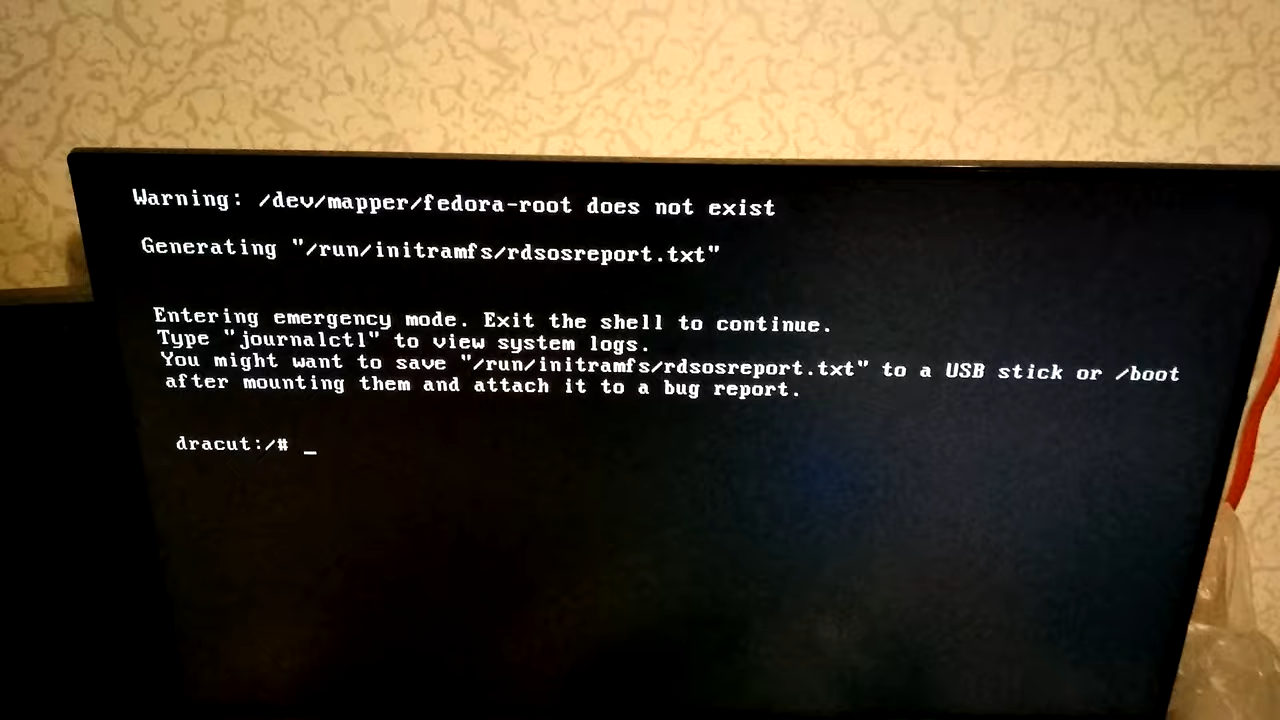 Warning: /dev/mapper/fedora-root does not exist
Generating "/run/initramfs/rdsosreport.txt"
Entering emergency mode. Exit the shell to continue.
Type "journalctl" to view system logs.
You might want to save "/run/initramfs/rdsosreport.txt" to a USB stick or /boot
after mounting them and attach it to a bug report.
dracut:/# _